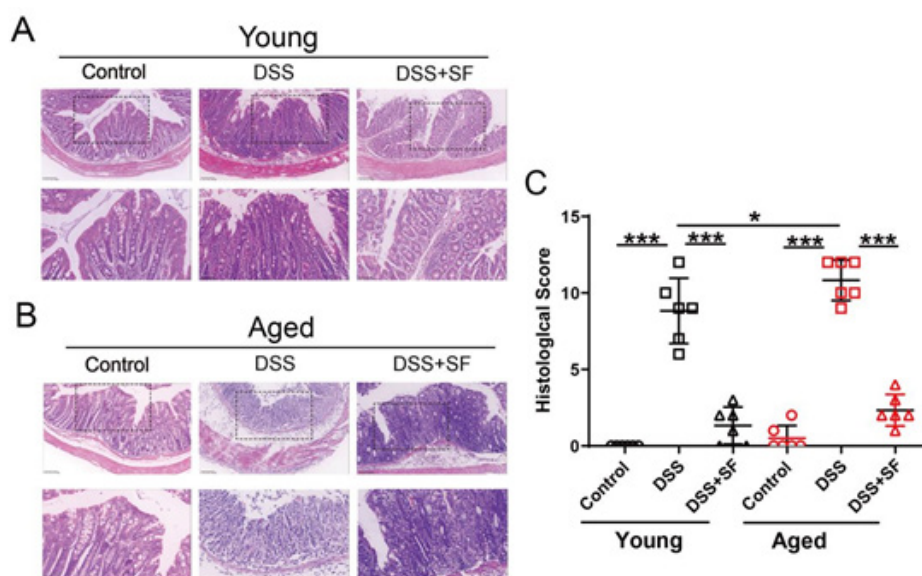 A
Young
Control DSS DSS+SF
B
Aged
Control DSS DSS+SF
C
Histological Score
15
10
5
0
*
*** *** *** ***
Control DSS DSS+SF Control DSS DSS+SF
Young Aged